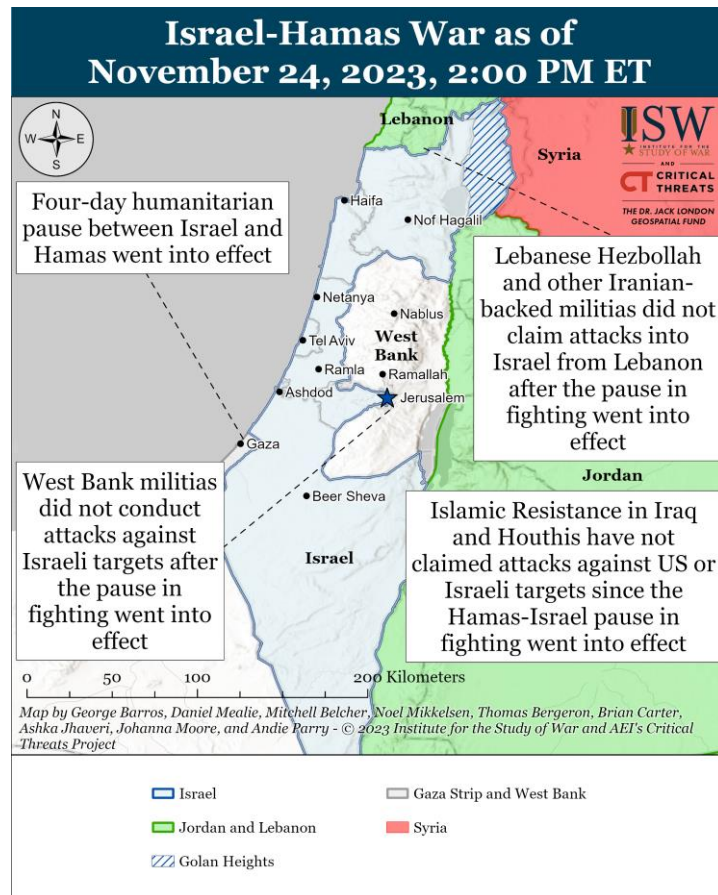 Israel-Hamas War as of
November 24, 2023, 2:00 PM ET
N
W E
S
Lebanon
Syria
ISW
INSTITUTE FOR THE
STUDY OF WAR
AND
CT CRITICAL
THREATS
THE DR. JACK LONDON
GEOSPATIAL FUND
Four-day humanitarian
pause between Israel and
Hamas went into effect
Haifa
Nof Hagalil
Lebanese Hezbollah
and other Iranian-
backed militias did not
claim attacks into
Israel from Lebanon
after the pause in
fighting went into
effect
Netanya
Nablus
West
Bank
Tel Aviv
Ramla
Ramallah
Ashdod
Jerusalem
Gaza
West Bank militias
did not conduct
attacks against
Israeli targets after
the pause in
fighting went into
effect
Beer Sheva
Israel
Jordan
Islamic Resistance in Iraq
and Houthis have not
claimed attacks against US or
Israeli targets since the
Hamas-Israel pause in
fighting went into effect
0 50 100 200 Kilometers
Map by George Barros, Daniel Mealie, Mitchell Belcher, Noel Mikkelsen, Thomas Bergeron, Brian Carter,
Ashka Jhaveri, Johanna Moore, and Andie Parry - © 2023 Institute for the Study of War and AEI's Critical
Threats Project
Israel
Gaza Strip and West Bank
Jordan and Lebanon
Syria
Golan Heights